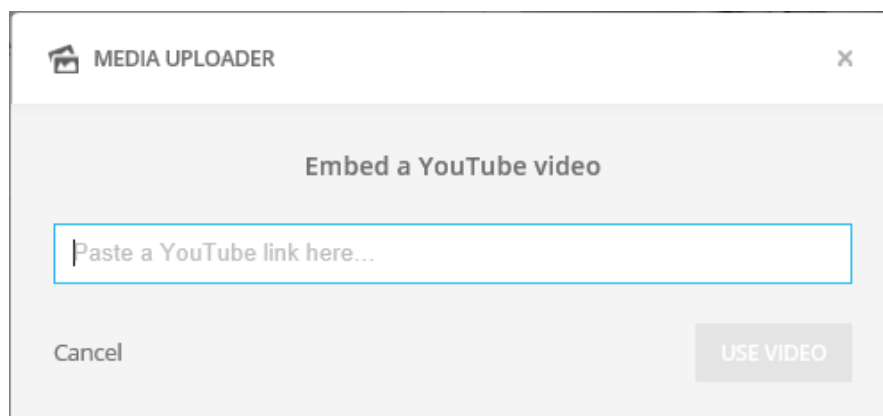 MEDIA UPLOADER
Embed a YouTube video
Paste a YouTube link here...
Cancel
USE VIDEO